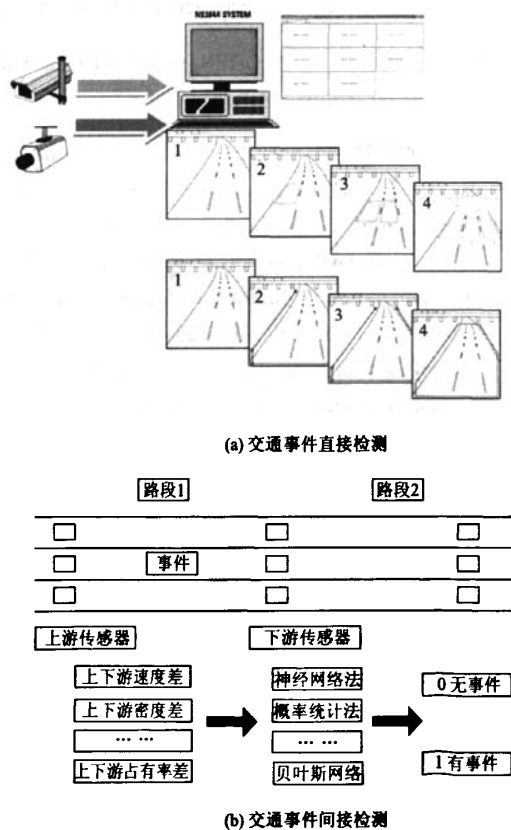 N9384A SYSTEM
1
2
3
4
1
2
3
4
(a) 交通事件直接检测
路段1
路段2
事件
上游传感器
下游传感器
上下游速度差
神经网络法
0无事件
上下游密度差
概率统计法
... ...
... ...
上下游占有率差
贝叶斯网络
1有事件
(b) 交通事件间接检测